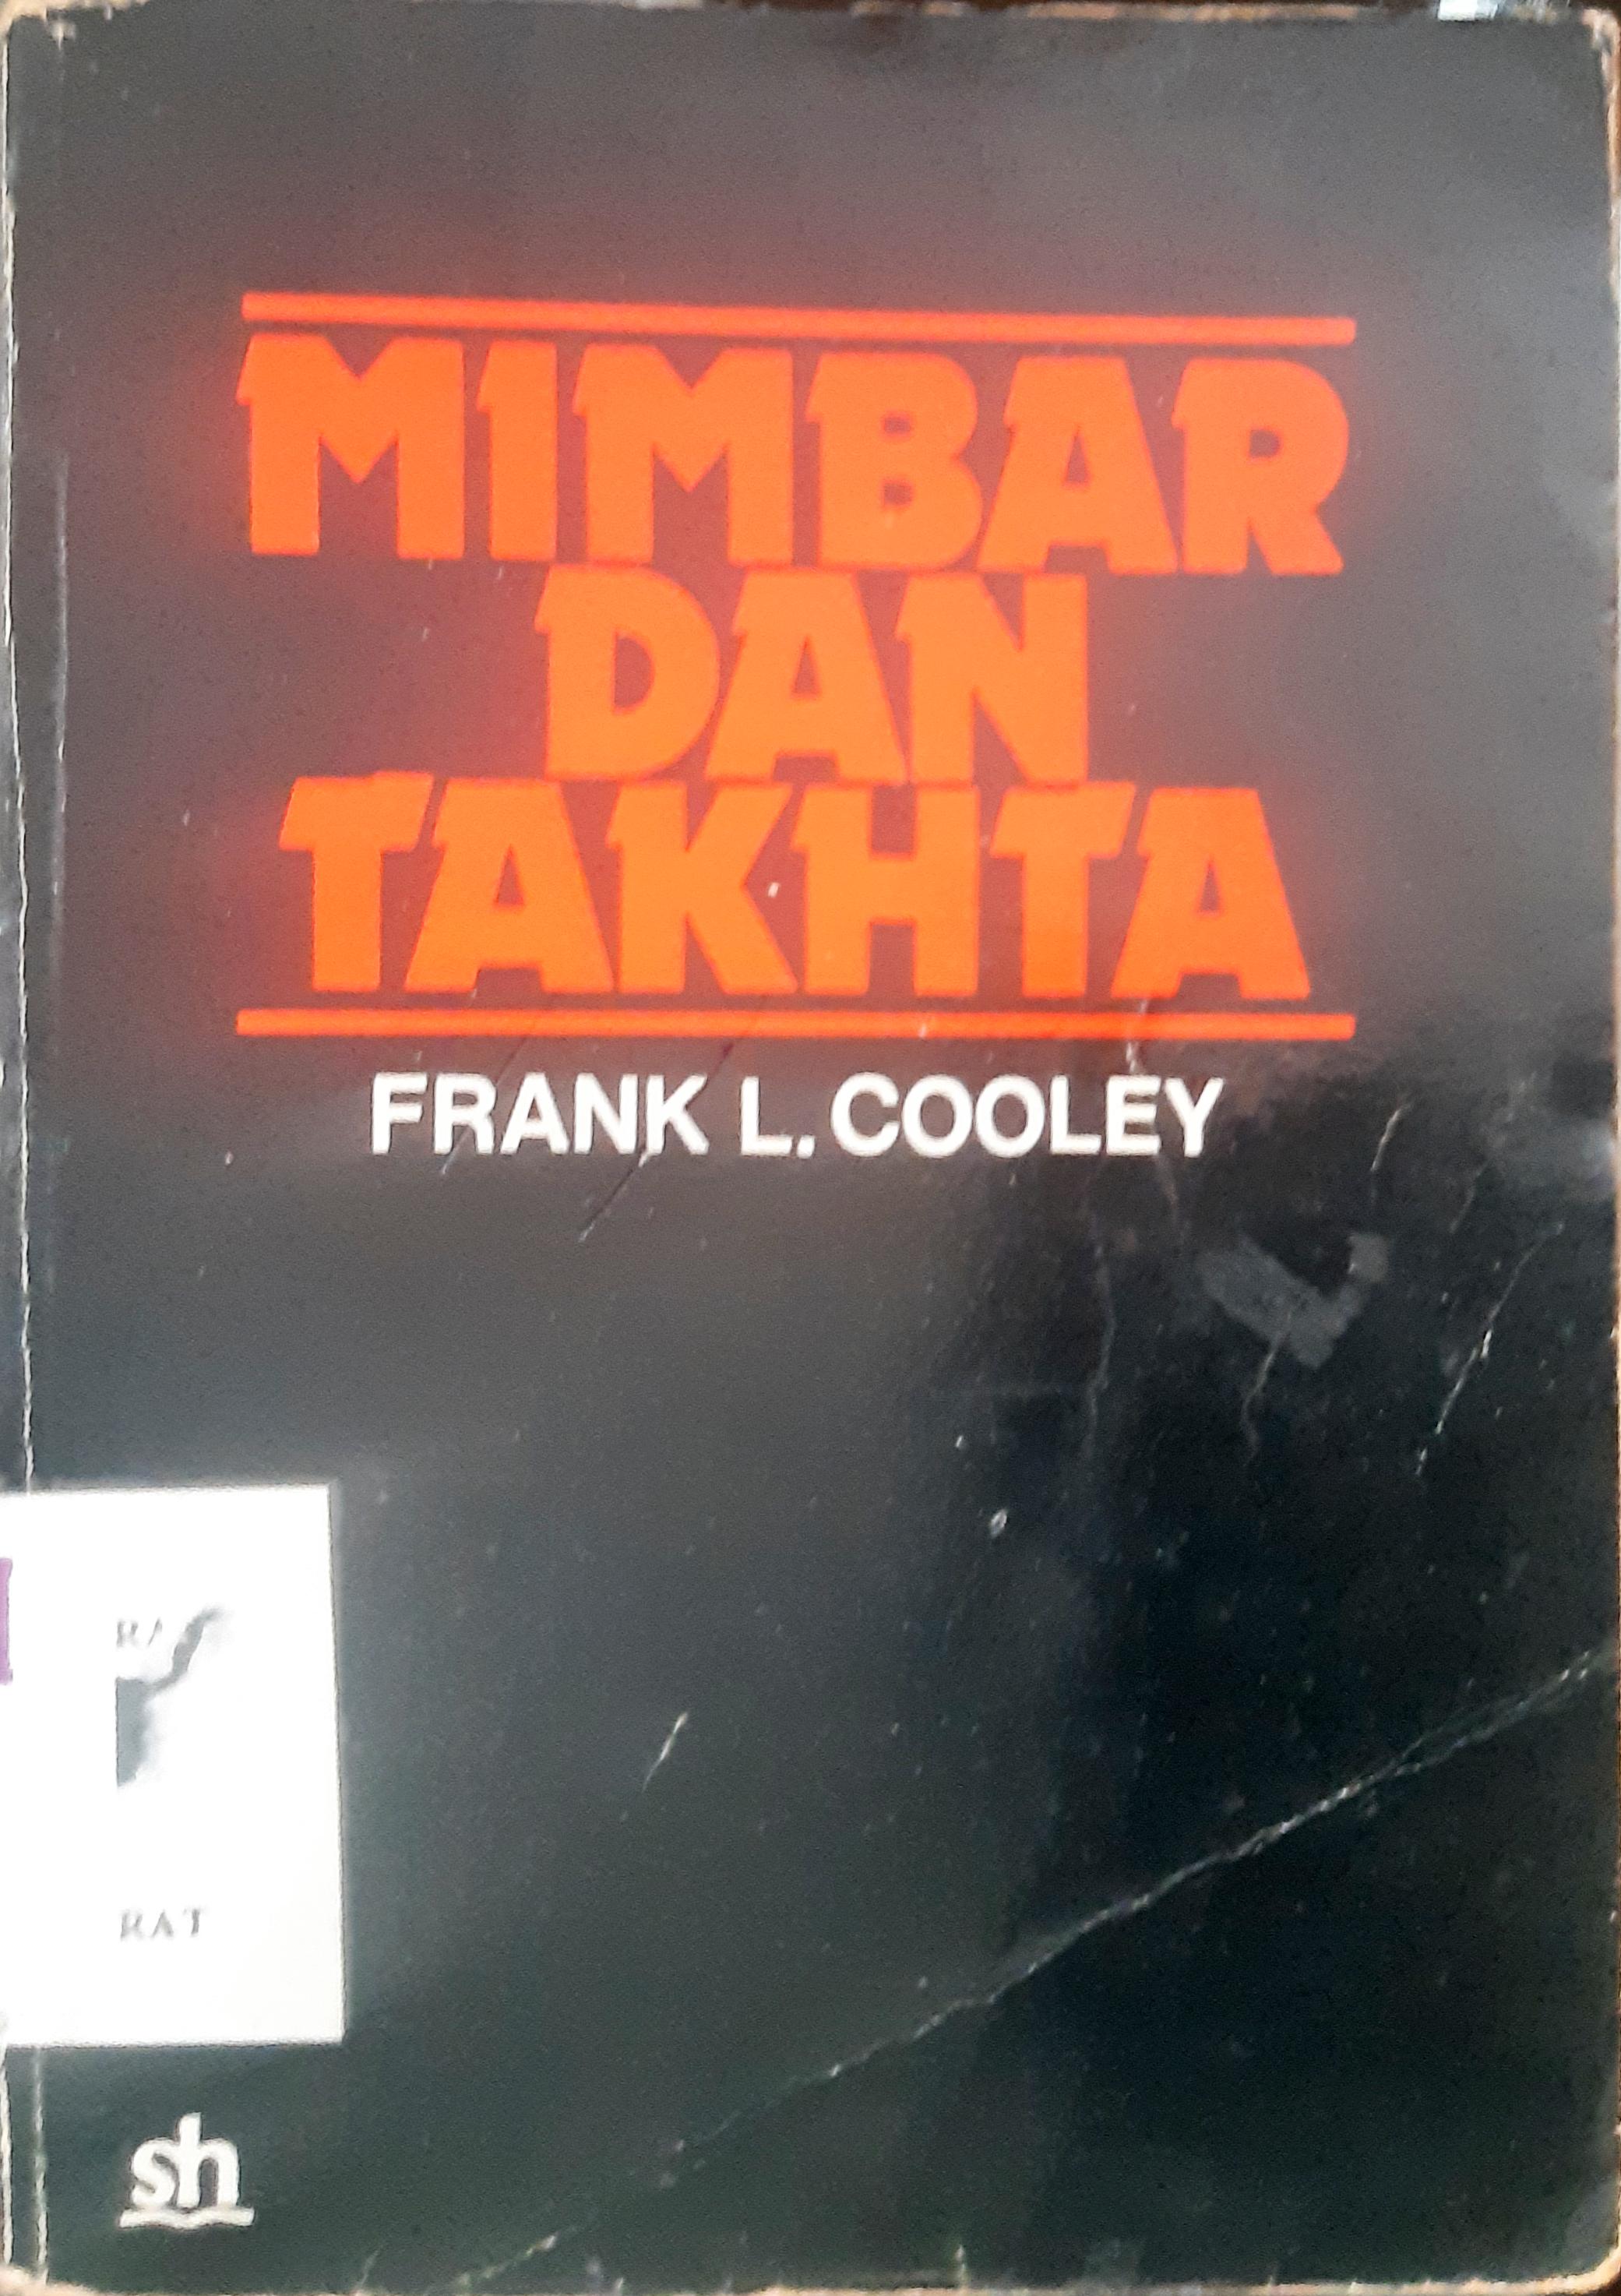 MIMBAR
DAN
TAKHTA
FRANK L. COOLEY
RAT
sh